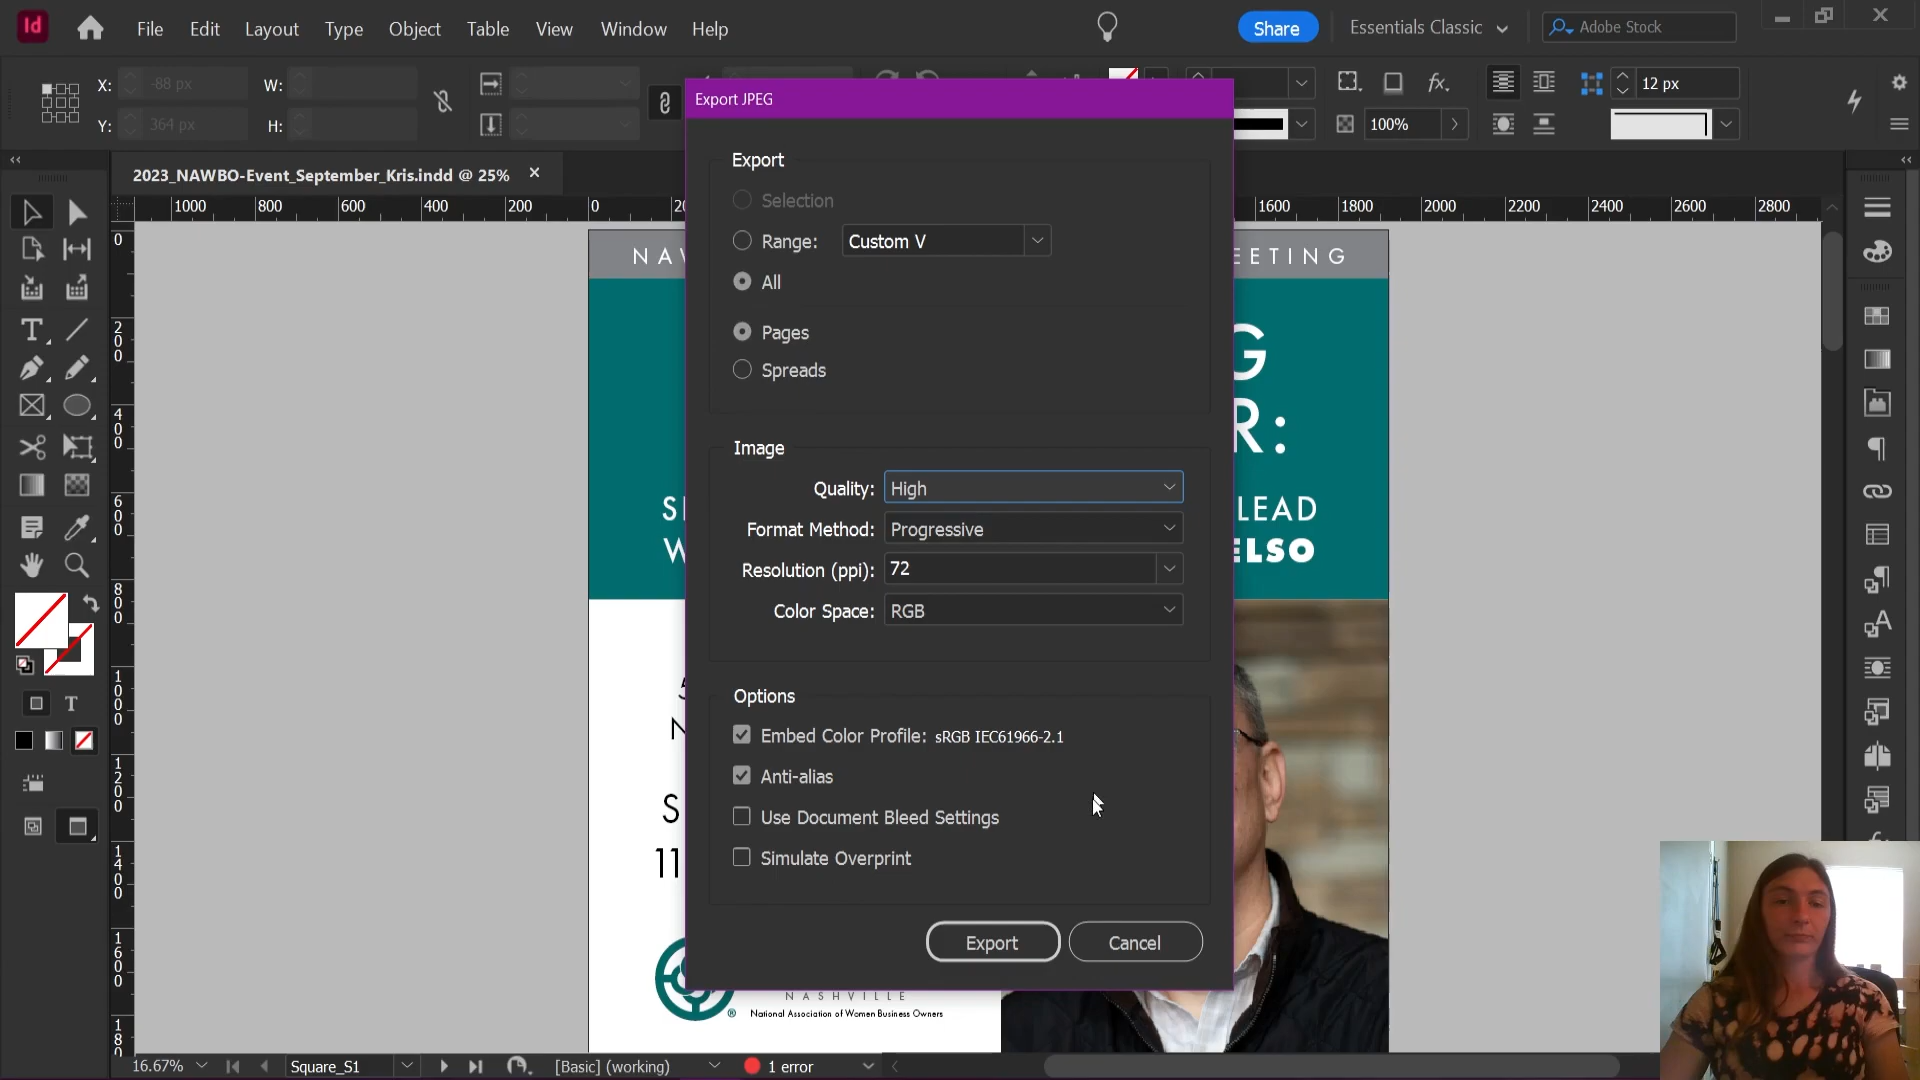 Id
File Edit Layout Type Object Table View Window Help
Share
Essentials Classic
Adobe Stock
X: -88 px
W:
Y: 364 px
H:
fx.
12 px
100%
2023_NAWBO-Event_September_Kris.indd @ 25% ×
1000 800 600 400 200 0 1600 1800 2000 2200 2400 2600 2800
0
200
400
600
800
1000
1200
1400
1600
EETING
G
R:
LEAD
ELSO
11
NASHVILLE
National Association of Women Business Owners
Export JPEG
Export
Selection
Range: Custom V
All
Pages
Spreads
Image
Quality: High
Format Method: Progressive
Resolution (ppi): 72
Color Space: RGB
Options
Embed Color Profile: sRGB IEC61966-2.1
Anti-alias
Use Document Bleed Settings
Simulate Overprint
Export Cancel
16.67% Square_S1 [Basic] (working) 1 error